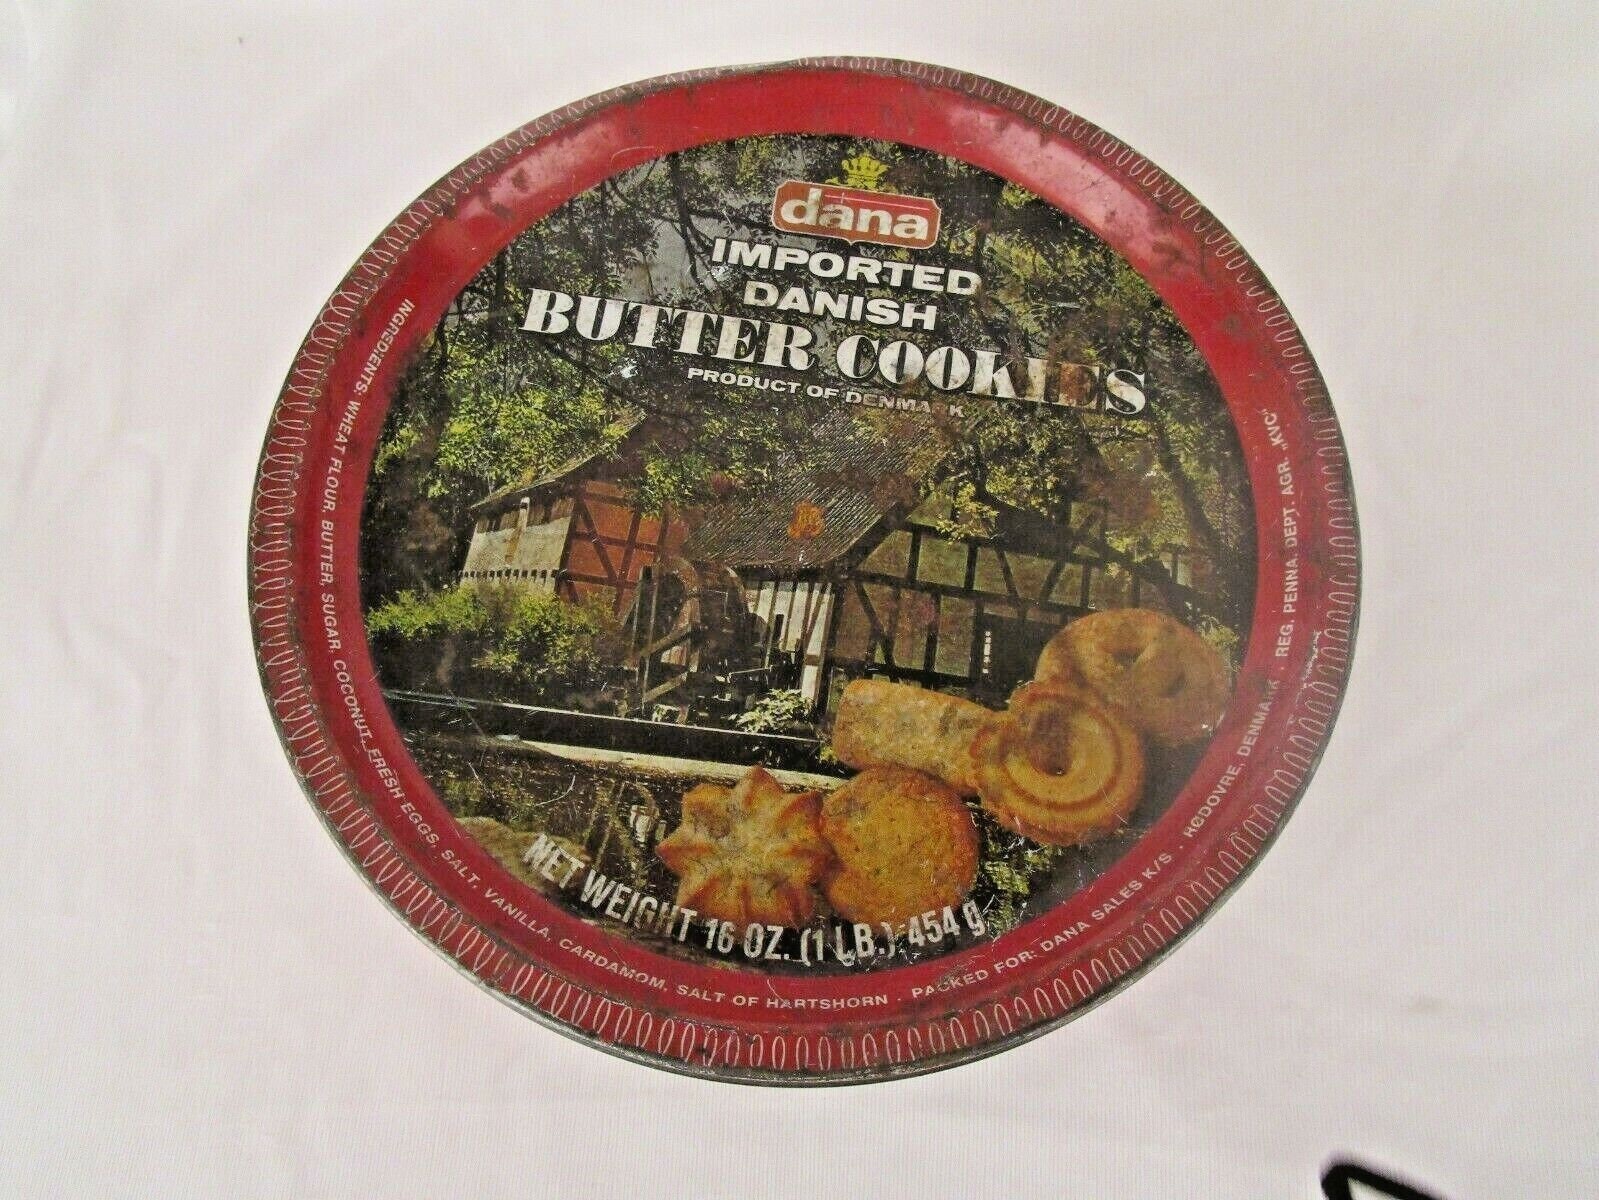 dana
IMPORTED
DANISH
BUTTER COOKIES
PRODUCT OF DENMARK
NET WEIGHT 16 OZ. (1 LB.) 454 g
INGREDIENTS: WHEAT FLOUR, BUTTER, SUGAR, COCONUT, FRESH EGGS, SALT, VANILLA, CARDAMOM, SALT OF HARTSHORN · PACKED FOR: DANA SALES K/S · RØDOVRE, DENMARK · REG. PENNA. DEPT. AGR. „KVC"